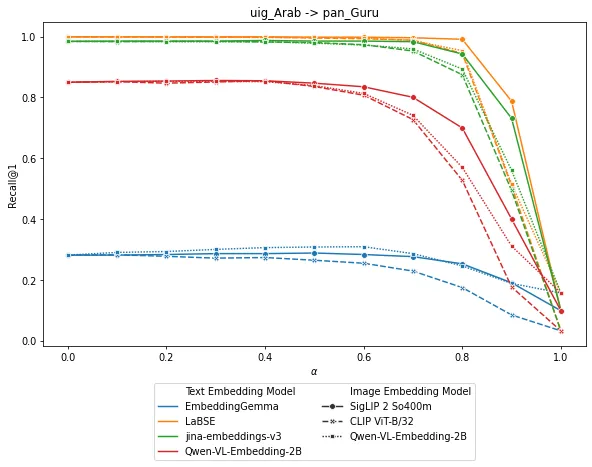 uig_Arab -> pan_Guru
Recall@1
1.0
0.8
0.6
0.4
0.2
0.0
0.0 0.2 0.4 0.6 0.8 1.0
α
Text Embedding Model
EmbeddingGemma
LaBSE
jina-embeddings-v3
Qwen-VL-Embedding-2B
Image Embedding Model
SigLIP 2 So400m
CLIP ViT-B/32
Qwen-VL-Embedding-2B